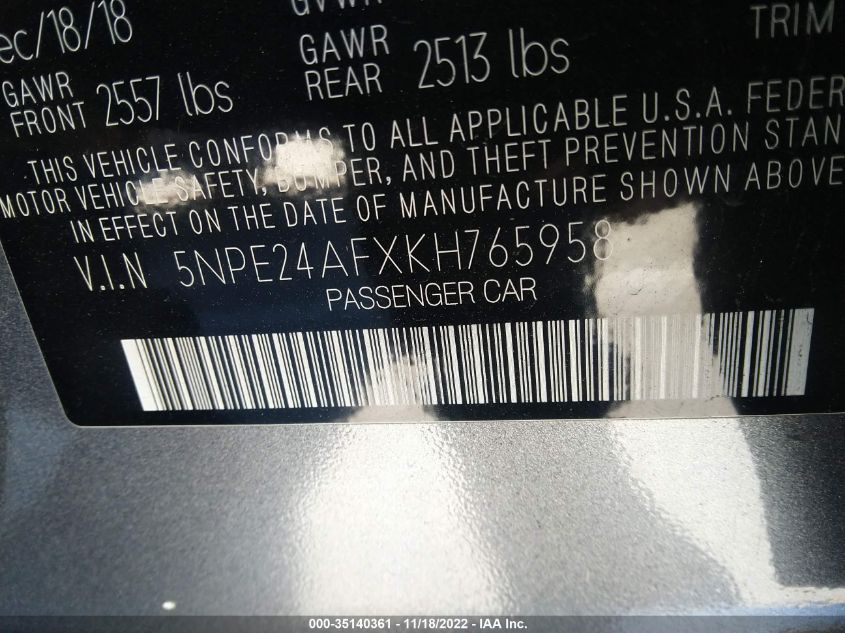 ec/18/18
GVWR
TRIM
GAWR
FRONT 2557 lbs
GAWR
REAR 2513 lbs
THIS VEHICLE CONFORMS TO ALL APPLICABLE U.S.A. FEDER
MOTOR VEHICLE SAFETY, BUMPER, AND THEFT PREVENTION STAN
IN EFFECT ON THE DATE OF MANUFACTURE SHOWN ABOVE
V.I.N 5NPE24AFXKH765958
PASSENGER CAR
000-35140361 - 11/18/2022 - IAA Inc.